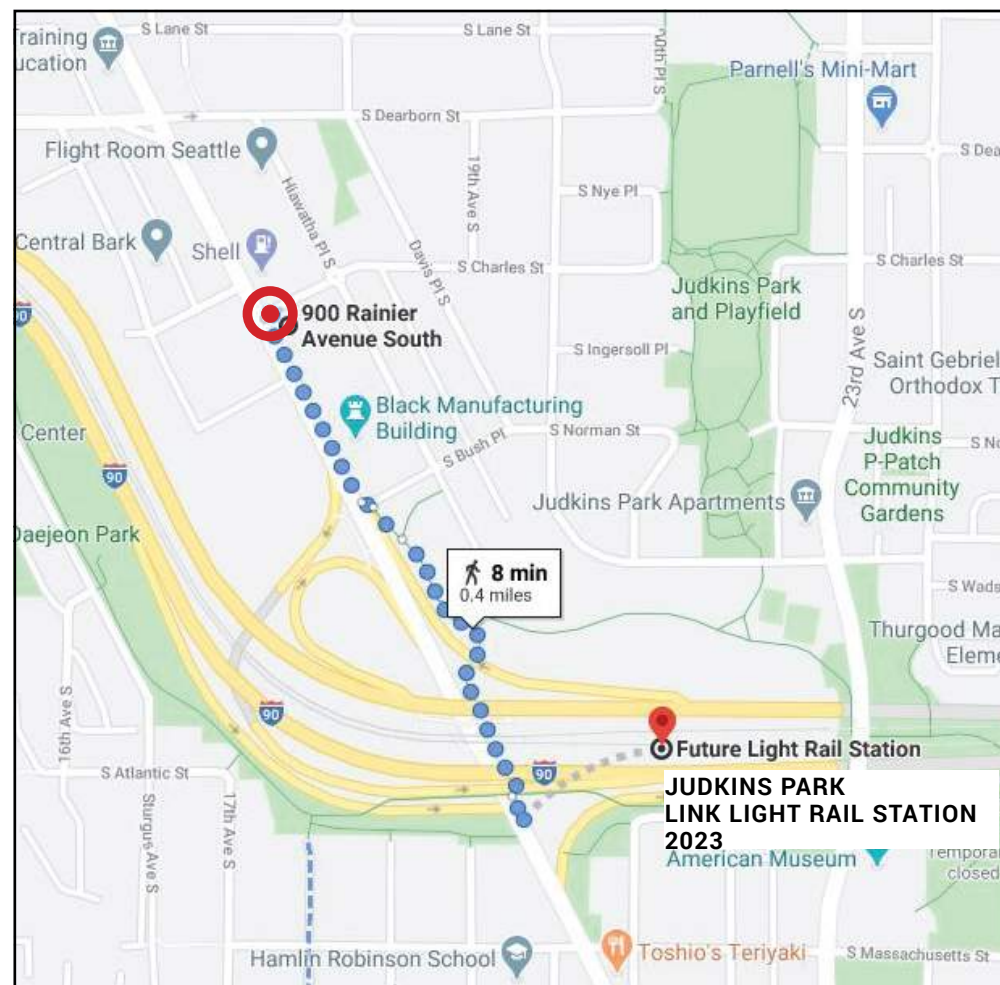 Training
ucation
S Lane St
S Lane St
20th Pl S
Parnell's Mini-Mart
S Dearborn St
Flight Room Seattle
19th Ave S
S Dea
Hiawatha Pl S
S Nye Pl
Central Bark
Shell
Davis Pl S
S Charles St
S Charles St
Judkins Park
and Playfield
90
900 Rainier
Avenue South
S Ingersoll Pl
23rd Ave S
Saint Gebriel
Orthodox T
Black Manufacturing
Building
Center
S Norman St
S No
S Bush Pl
Judkins
P-Patch
Community
Gardens
90
Judkins Park Apartments
Daejeon Park
8 min
0.4 miles
S Wads
Thurgood Ma
Eleme
16th Ave S
90
Future Light Rail Station
S Atlantic St
90
JUDKINS PARK
LINK LIGHT RAIL STATION
2023
Sturgus Ave S
17th Ave S
American Museum
Tempora
closed
Hamlin Robinson School
Toshio's Teriyaki
S Massachusetts St